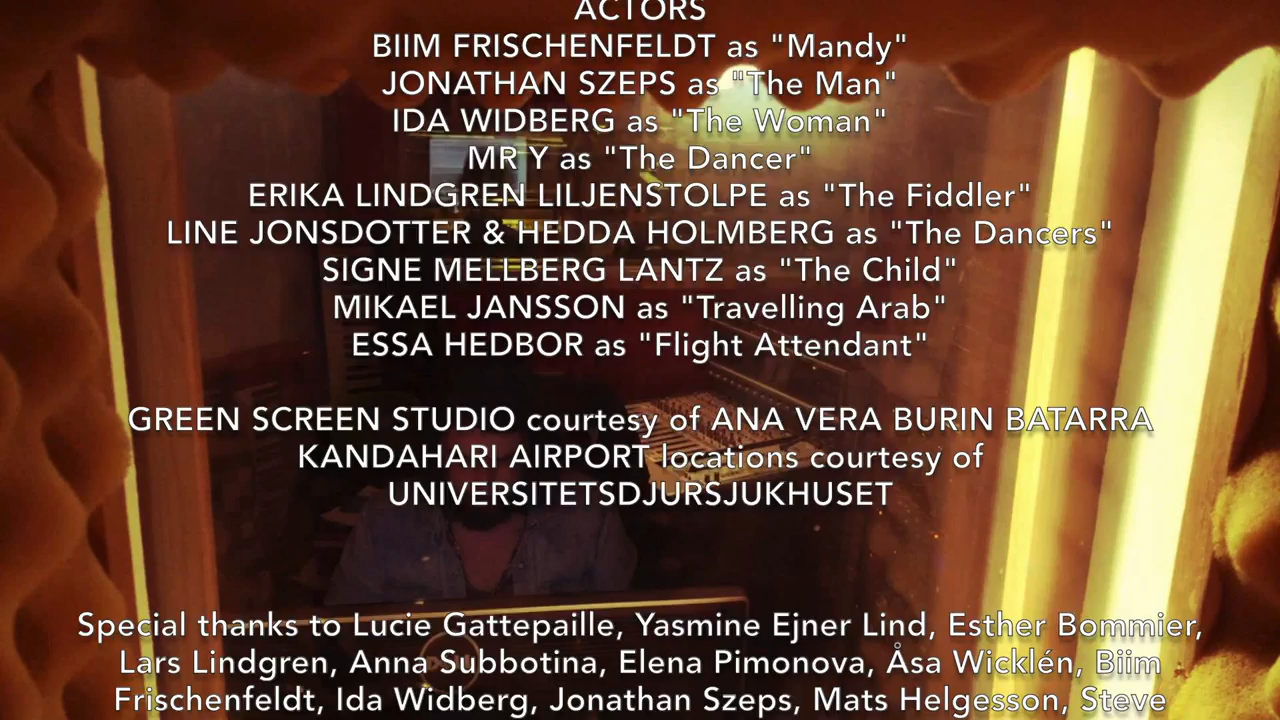 ACTORS
BIIM FRISCHENFELDT as "Mandy"
JONATHAN SZEPS as "The Man"
IDA WIDBERG as "The Woman"
MR Y as "The Dancer"
ERIKA LINDGREN LILJENSTOLPE as "The Fiddler"
LINE JONSDOTTER & HEDDA HOLMBERG as "The Dancers"
SIGNE MELLBERG LANTZ as "The Child"
MIKAEL JANSSON as "Travelling Arab"
ESSA HEDBOR as "Flight Attendant"
GREEN SCREEN STUDIO courtesy of ANA VERA BURIN BATARRA
KANDAHARI AIRPORT locations courtesy of
UNIVERSITETSDJURSJUKHUSET
Special thanks to Lucie Gattepaille, Yasmine Ejner Lind, Esther Bommier,
Lars Lindgren, Anna Subbotina, Elena Pimonova, Åsa Wicklén, Biim
Frischenfeldt, Ida Widberg, Jonathan Szeps, Mats Helgesson, Steve